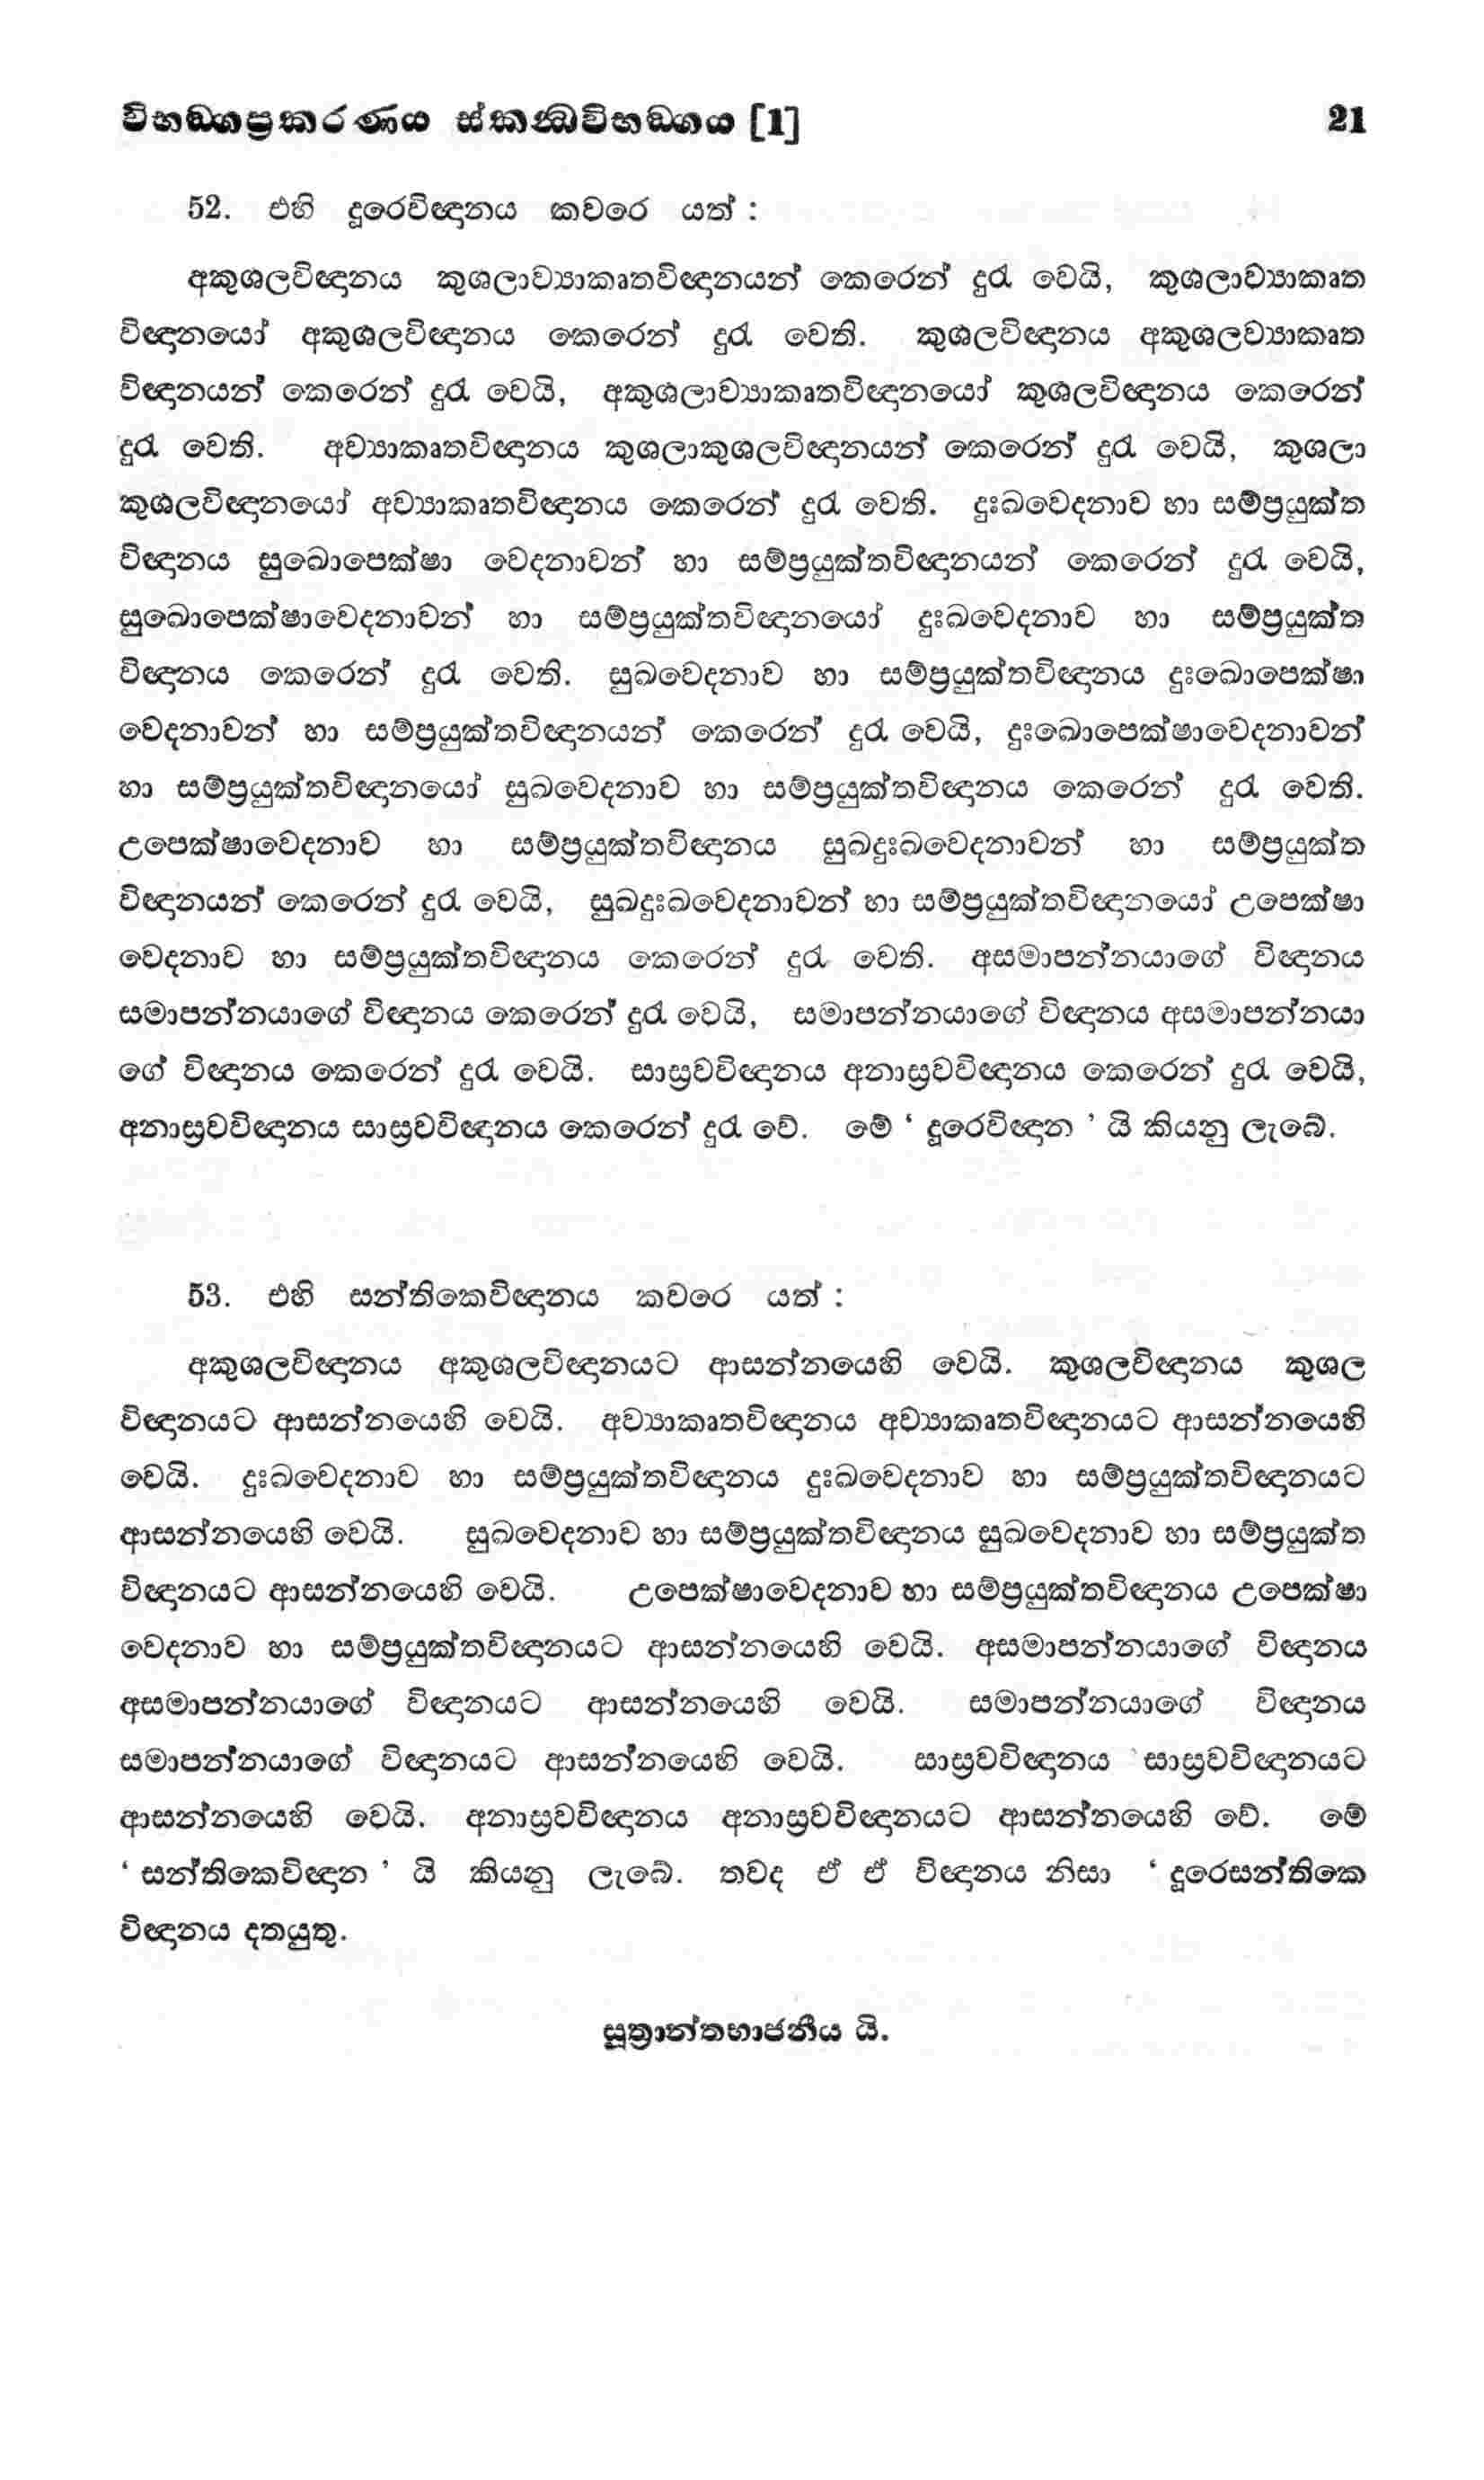 විභඞ්ගප්‍රකරණය ස්කන්‍ධවිභඞ්ගය [1] 21
52. එහි දූරෙවිඥානය කවරෙ යත් :
අකුශලවිඥානය කුශලාව්‍යාකෘතවිඥානයන් කෙරෙන් දුරු වෙයි, කුශලාව්‍යාකෘත
විඥානයෝ අකුශලවිඥානය කෙරෙන් දුරු වෙති. කුශලවිඥානය අකුශලව්‍යාකෘත
විඥානයන් කෙරෙන් දුරු වෙයි, අකුශලාව්‍යාකෘතවිඥානයෝ කුශලවිඥානය කෙරෙන්
දුරු වෙති. අව්‍යාකෘතවිඥානය කුශලාකුශලවිඥානයන් කෙරෙන් දුරු වෙයි, කුශලා
කුශලවිඥානයෝ අව්‍යාකෘතවිඥානය කෙරෙන් දුරු වෙති. දුඃඛවෙදනාව හා සම්ප්‍රයුක්ත
විඥානය සුඛොපෙක්ෂා වෙදනාවන් හා සම්ප්‍රයුක්තවිඥානයන් කෙරෙන් දුරු වෙයි,
සුඛොපෙක්ෂාවෙදනාවන් හා සම්ප්‍රයුක්තවිඥානයෝ දුඃඛවෙදනාව හා සම්ප්‍රයුක්ත
විඥානය කෙරෙන් දුරු වෙති. සුඛවෙදනාව හා සම්ප්‍රයුක්තවිඥානය දුඃඛොපෙක්ෂා
වෙදනාවන් හා සම්ප්‍රයුක්තවිඥානයන් කෙරෙන් දුරු වෙයි, දුඃඛොපෙක්ෂාවෙදනාවන්
හා සම්ප්‍රයුක්තවිඥානයෝ සුඛවෙදනාව හා සම්ප්‍රයුක්තවිඥානය කෙරෙන් දුරු වෙති.
උපෙක්ෂාවෙදනාව හා සම්ප්‍රයුක්තවිඥානය සුඛදුඃඛවෙදනාවන් හා සම්ප්‍රයුක්ත
විඥානයන් කෙරෙන් දුරු වෙයි, සුඛදුඃඛවෙදනාවන් හා සම්ප්‍රයුක්තවිඥානයෝ උපෙක්ෂා
වෙදනාව හා සම්ප්‍රයුක්තවිඥානය කෙරෙන් දුරු වෙති. අසමාපන්නයාගේ විඥානය
සමාපන්නයාගේ විඥානය කෙරෙන් දුරු වෙයි, සමාපන්නයාගේ විඥානය අසමාපන්නයා
ගේ විඥානය කෙරෙන් දුරු වෙයි. සාස්‍රවවිඥානය අනාස්‍රවවිඥානය කෙරෙන් දුරු වෙයි,
අනාස්‍රවවිඥානය සාස්‍රවවිඥානය කෙරෙන් දුරු වේ. මේ ‘ දූරෙවිඥාන ’ යි කියනු ලැබේ.
53. එහි සන්තිකෙවිඥානය කවරෙ යත් :
අකුශලවිඥානය අකුශලවිඥානයට ආසන්නයෙහි වෙයි. කුශලවිඥානය කුශල
විඥානයට ආසන්නයෙහි වෙයි. අව්‍යාකෘතවිඥානය අව්‍යාකෘතවිඥානයට ආසන්නයෙහි
වෙයි. දුඃඛවෙදනාව හා සම්ප්‍රයුක්තවිඥානය දුඃඛවෙදනාව හා සම්ප්‍රයුක්තවිඥානයට
ආසන්නයෙහි වෙයි. සුඛවෙදනාව හා සම්ප්‍රයුක්තවිඥානය සුඛවෙදනාව හා සම්ප්‍රයුක්ත
විඥානයට ආසන්නයෙහි වෙයි. උපෙක්ෂාවෙදනාව හා සම්ප්‍රයුක්තවිඥානය උපෙක්ෂා
වෙදනාව හා සම්ප්‍රයුක්තවිඥානයට ආසන්නයෙහි වෙයි. අසමාපන්නයාගේ විඥානය
අසමාපන්නයාගේ විඥානයට ආසන්නයෙහි වෙයි. සමාපන්නයාගේ විඥානය
සමාපන්නයාගේ විඥානයට ආසන්නයෙහි වෙයි. සාස්‍රවවිඥානය සාස්‍රවවිඥානයට
ආසන්නයෙහි වෙයි. අනාස්‍රවවිඥානය අනාස්‍රවවිඥානයට ආසන්නයෙහි වේ. මේ
‘ සන්තිකෙවිඥාන ’ යි කියනු ලැබේ. තවද ඒ ඒ විඥානය නිසා ‘ දූරෙසන්තිකෙ
විඥානය දතයුතු.
සූත්‍රාන්තභාජනීය යි.